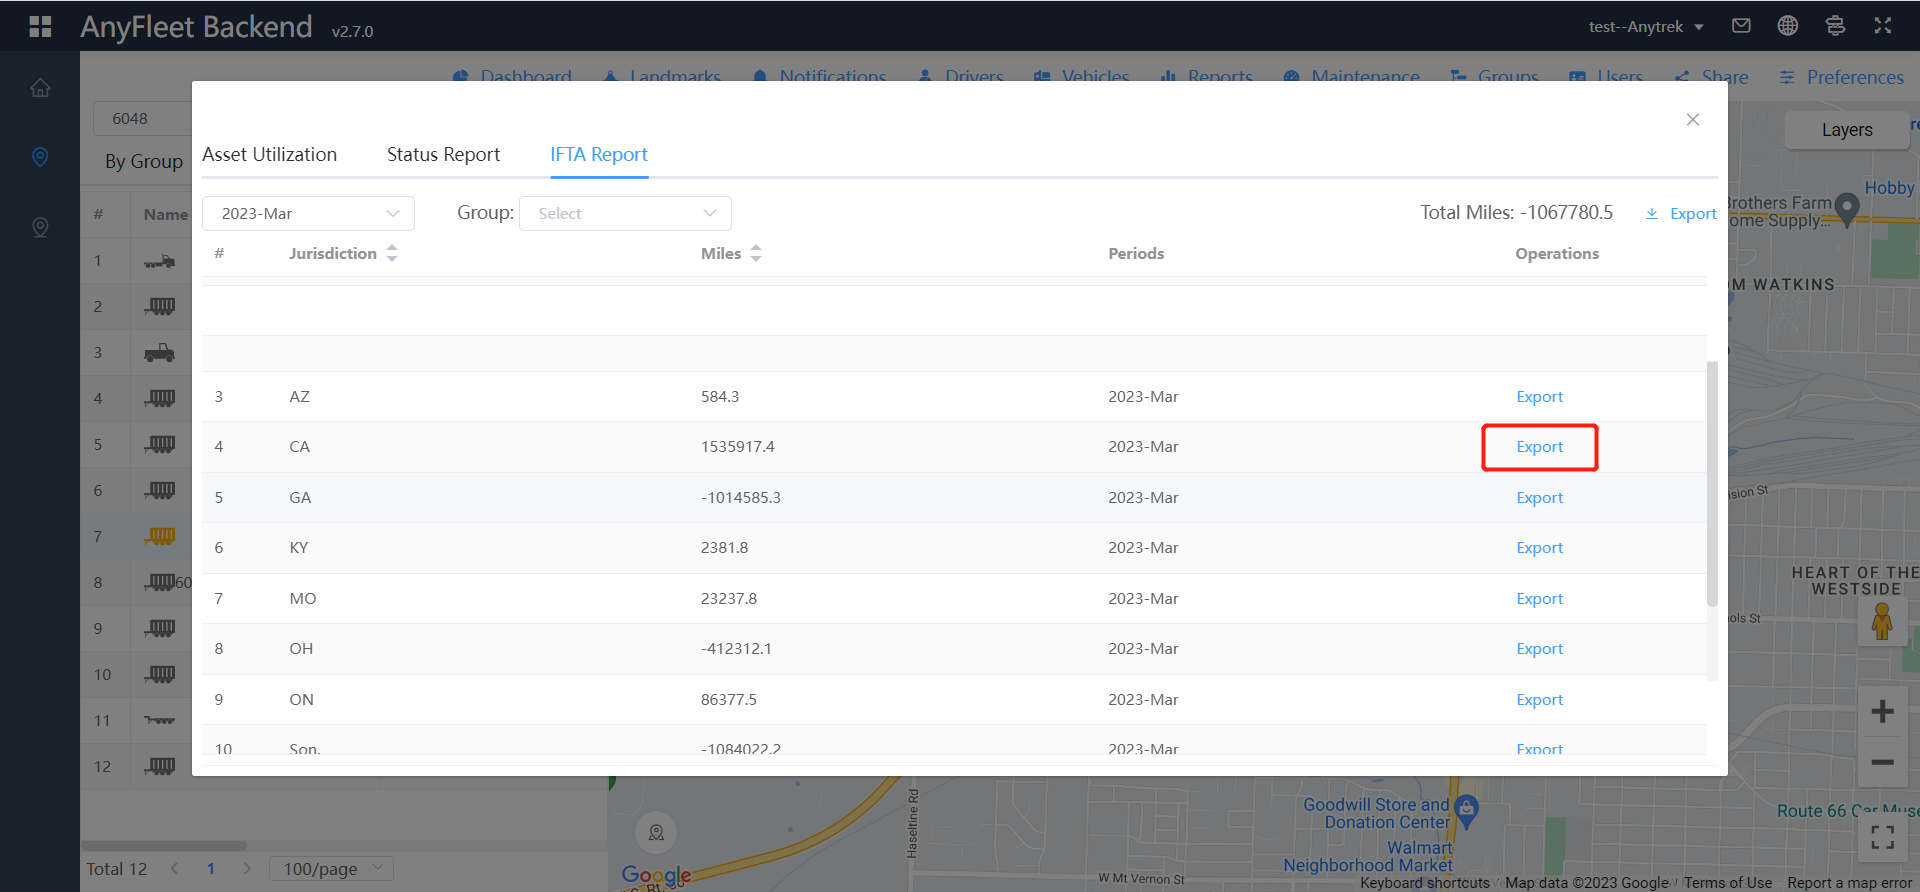 AnyFleet Backend v2.7.0
test--Anytrek
Dashboard Landmarks Notifications Drivers Vehicles Reports Maintenance Groups Users Share Preferences
6048
By Group
Layers
Asset Utilization Status Report IFTA Report
2023-Mar Group: Select Total Miles: -1067780.5 Export
# Name
# Jurisdiction Miles Periods Operations
3 AZ 584.3 2023-Mar Export
4 CA 1535917.4 2023-Mar Export
5 GA -1014585.3 2023-Mar Export
6 KY 2381.8 2023-Mar Export
7 MO 23237.8 2023-Mar Export
8 OH -412312.1 2023-Mar Export
9 ON 86377.5 2023-Mar Export
10 Son. -1084022.2 2023-Mar Export
1
2
3
4
5
6
7
8 60
9
10
11
12
Total 12 1 100/page
Hobby
Brothers Farm
ome Supply...
OM WATKINS
ision St
HEART OF THE
WESTSIDE
ols St
Route 66 Car Muse
Goodwill Store and
Donation Center
Walmart
Neighborhood Market
Haseltine Rd
W Mt Vernon St
Google
Keyboard shortcuts Map data ©2023 Google Terms of Use Report a map error